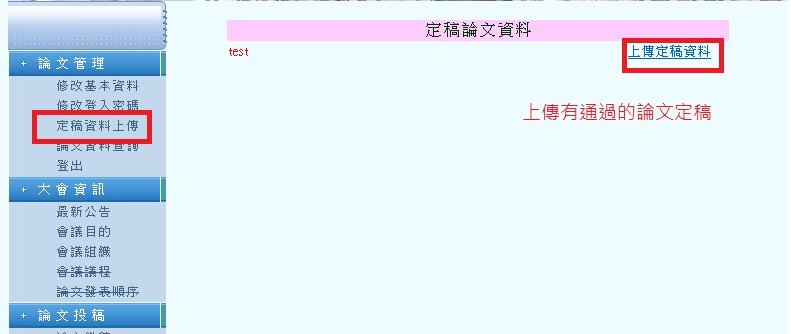 定稿論文資料
test
上傳定稿資料
上傳有通過的論文定稿
+ 論文管理
修改基本資料
修改登入密碼
定稿資料上傳
論文資料查詢
登出
+ 大會資訊
最新公告
會議目的
會議組織
會議議程
論文發表順序
+ 論文投稿